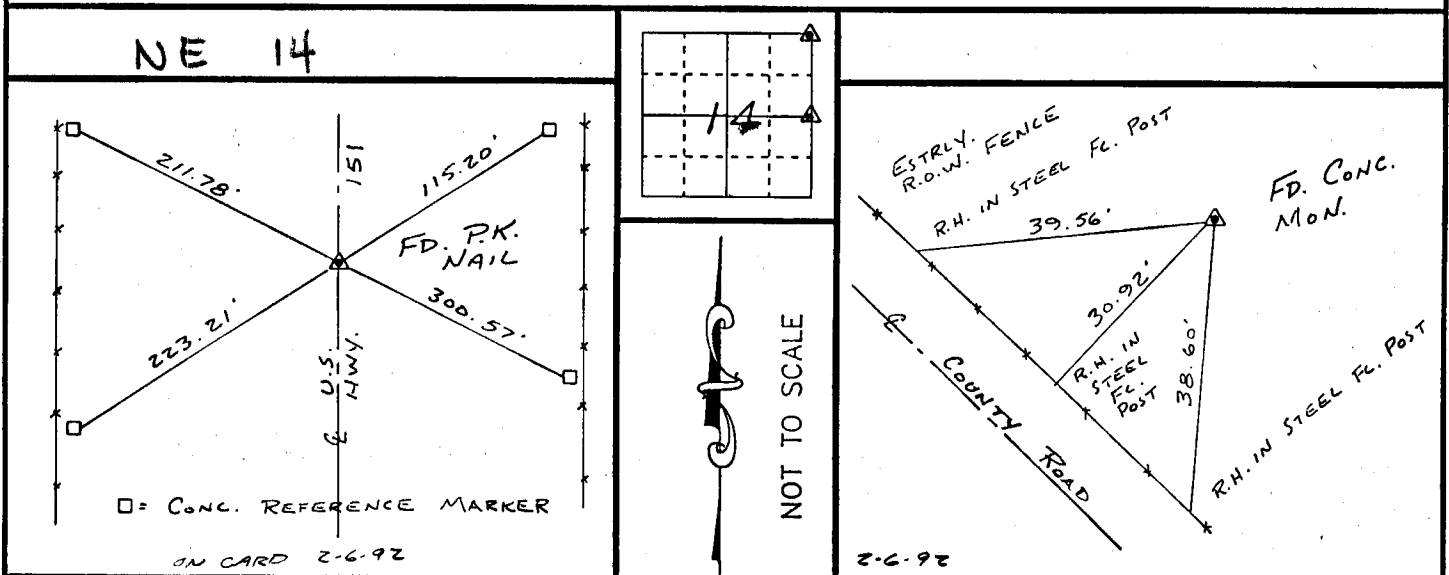 NE 14
211.78'
115.20'
U.S. HWY. 151
FD. P.K.
NAIL
223.21'
300.57'
℄
□= CONC. REFERENCE MARKER
ON CARD 2-6-92
14
NOT TO SCALE
ESTRLY.
R.O.W. FENCE
R.H. IN STEEL FC. POST
39.56'
FD. CONC.
MON.
30.92'
R.H. IN
STEEL
FC.
POST
38.60'
R.H. IN STEEL FC. POST
℄
COUNTY ROAD
2-6-92